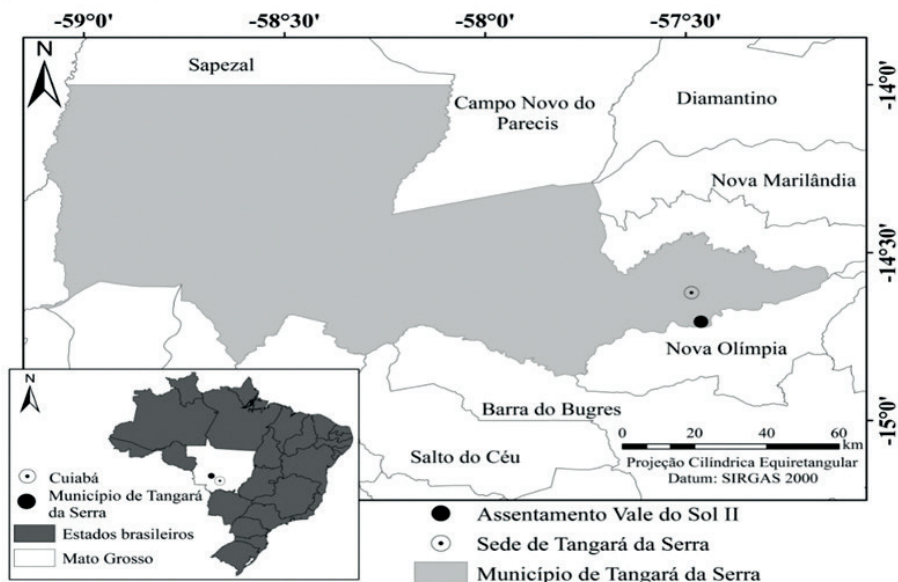 -59°0' -58°30' -58°0' -57°30'
N
Sapezal
Campo Novo do
Parecis
Diamantino
-14°0'
Nova Marilândia
-14°30'
Nova Olímpia
Barra do Bugres
Salto do Céu
-15°0'
0 20 40 60
km
Projeção Cilíndrica Equiretangular
Datum: SIRGAS 2000
N
Cuiabá
Município de Tangará
da Serra
Estados brasileiros
Mato Grosso
Assentamento Vale do Sol II
Sede de Tangará da Serra
Município de Tangará da Serra